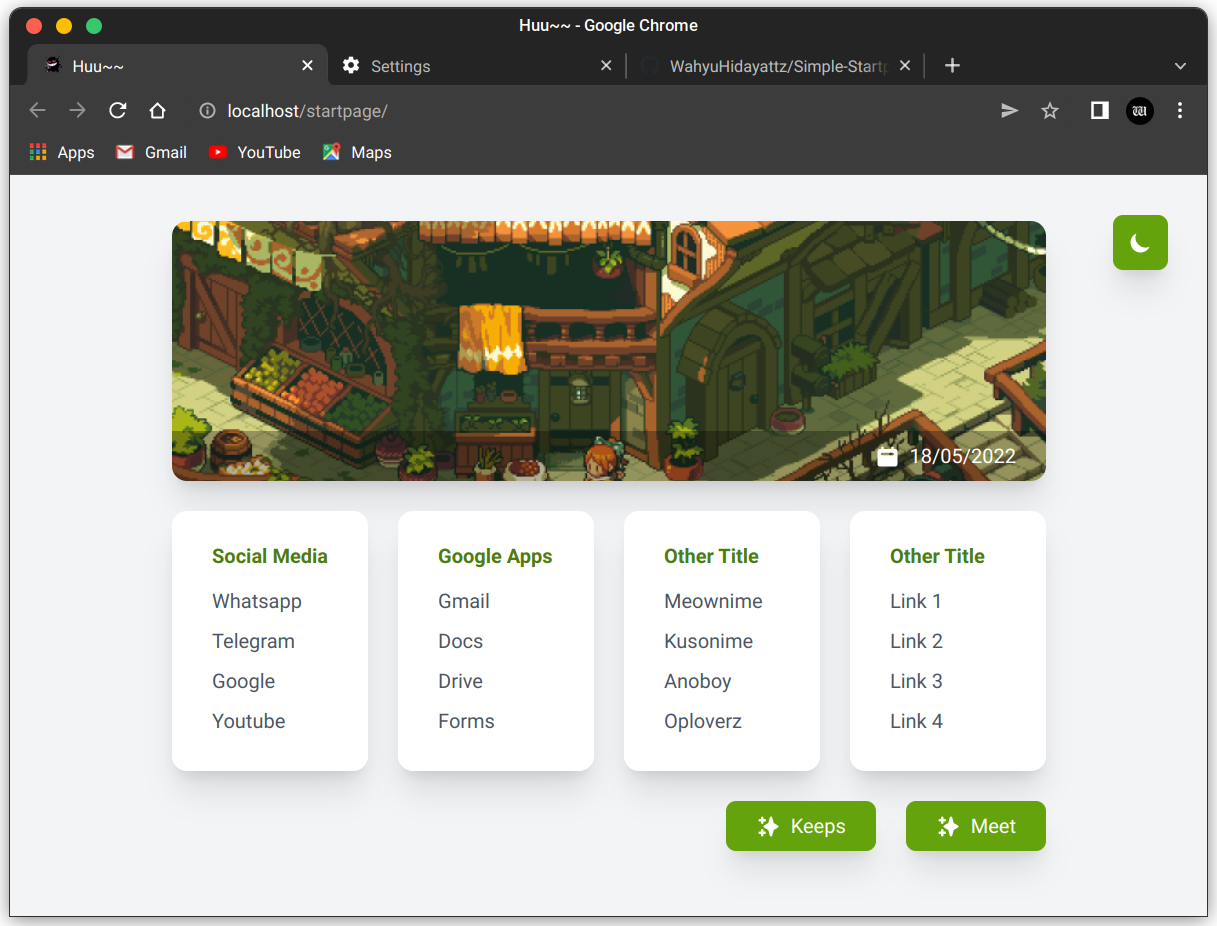 Huu~~ - Google Chrome
Huu~~ Settings WahyuHidayattz/Simple-Startp
localhost/startpage/
Apps Gmail YouTube Maps
18/05/2022
Social Media
Whatsapp
Telegram
Google
Youtube
Google Apps
Gmail
Docs
Drive
Forms
Other Title
Meownime
Kusonime
Anoboy
Oploverz
Other Title
Link 1
Link 2
Link 3
Link 4
Keeps Meet